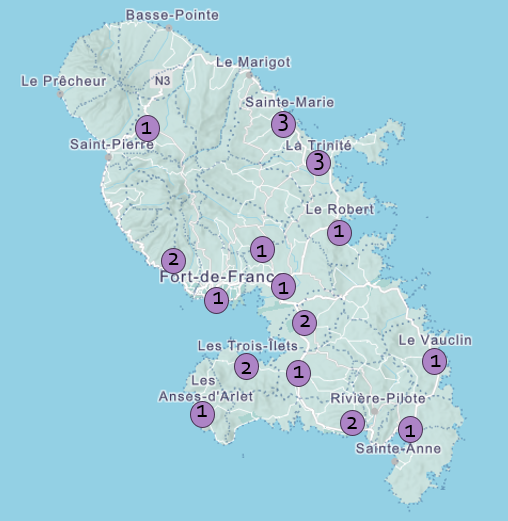 Basse-Pointe
Le Marigot
Le Prêcheur
N3
Sainte-Marie
3
1
Saint-Pierre
La Trinité
3
Le Robert
1
1
2
Fort-de-Franc
1
1
2
Le Vauclin
Les Trois-Îlets
1
2
1
Les
Anses-d'Arlet
Rivière-Pilote
1
2
1
Sainte-Anne